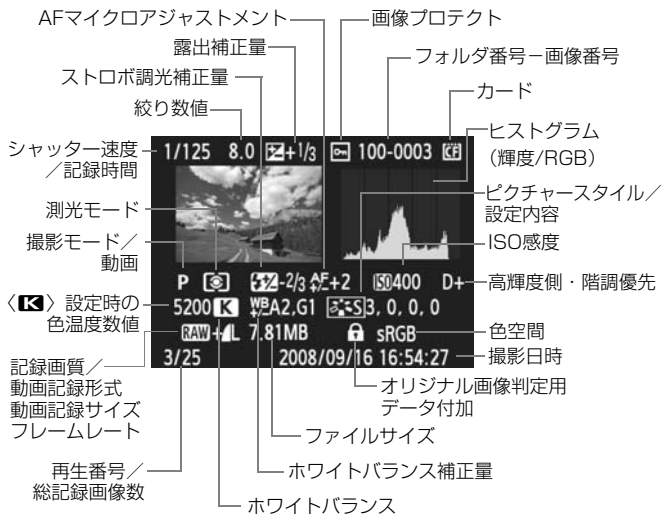 AFマイクロアジャストメント
画像プロテクト
露出補正量
フォルダ番号－画像番号
ストロボ調光補正量
カード
絞り数値
ヒストグラム
（輝度/RGB）
シャッター速度
／記録時間
1/125 8.0 +1/3 100-0003 CF
測光モード
ピクチャースタイル／
設定内容
撮影モード／
動画
ISO感度
P -2/3 AF+2 ISO400 D+
高輝度側・階調優先
〈K〉設定時の
色温度数値
5200 K WB A2,G1 S 3, 0, 0, 0
RAW+L 7.81MB sRGB
色空間
3/25 2008/09/16 16:54:27
撮影日時
記録画質／
動画記録形式
動画記録サイズ
フレームレート
オリジナル画像判定用
データ付加
ファイルサイズ
再生番号／
総記録画像数
ホワイトバランス補正量
ホワイトバランス